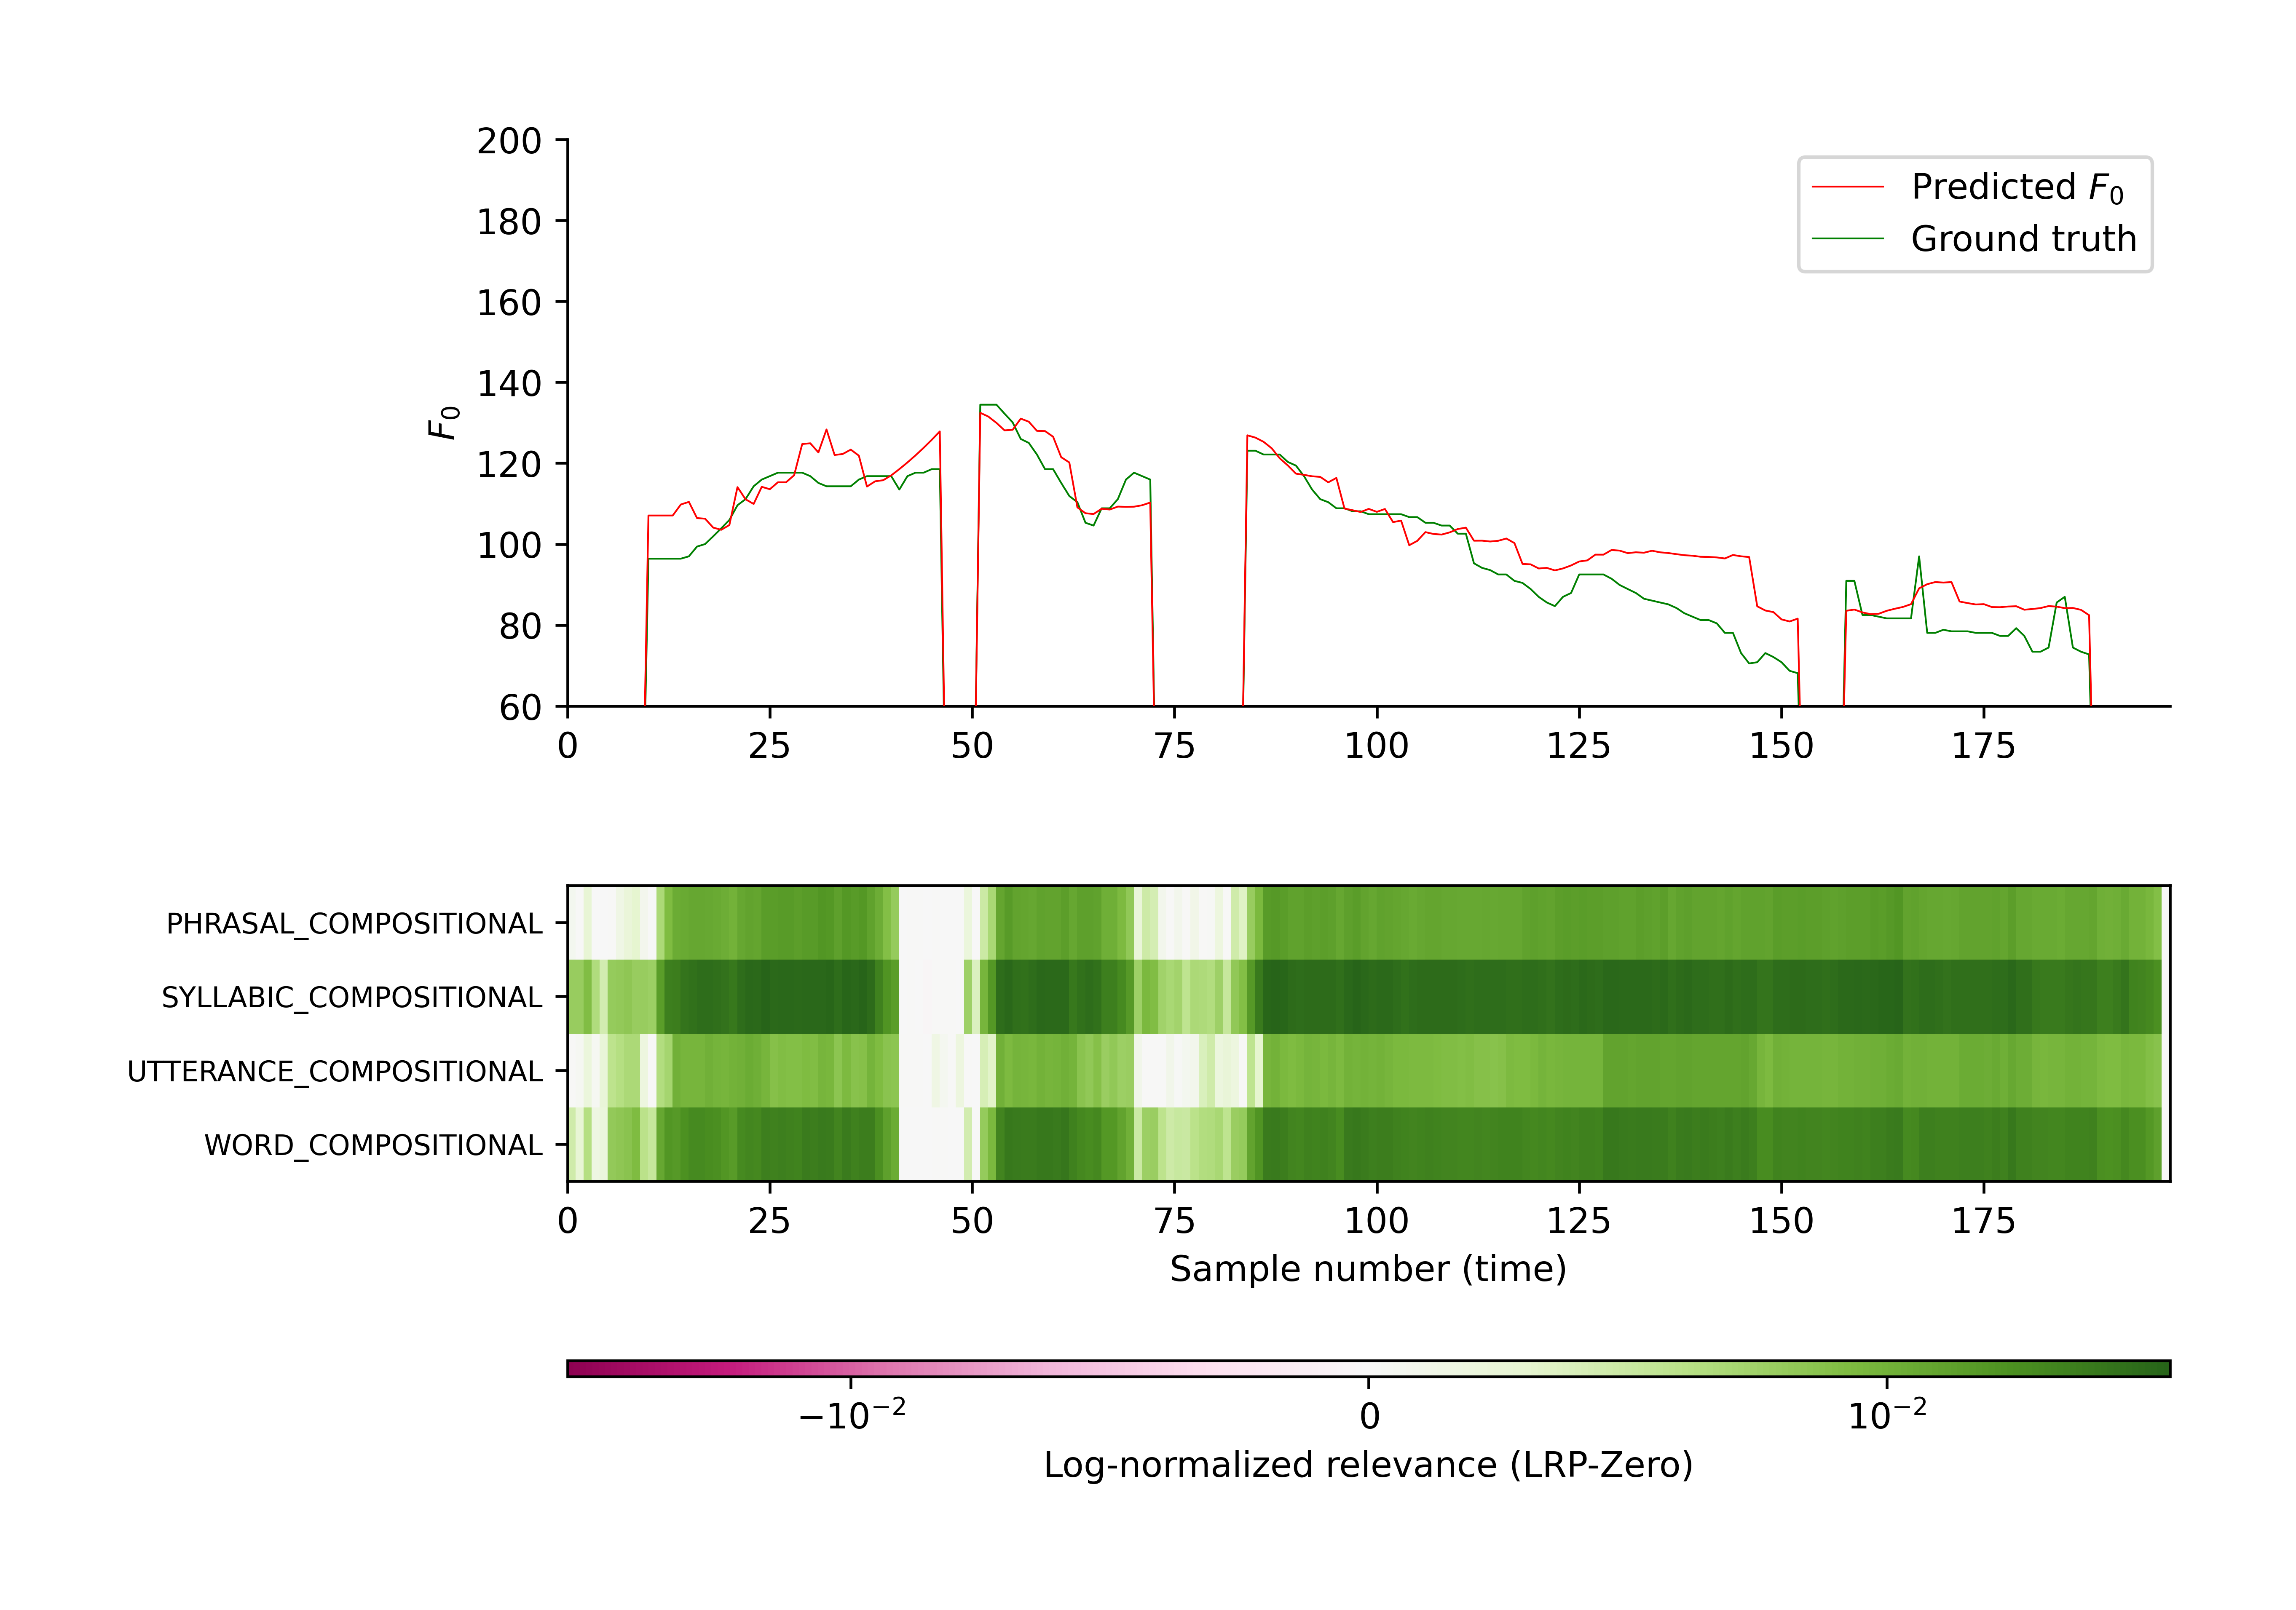 200
180
160
140
120
100
80
60
F₀
Predicted F₀
Ground truth
0 25 50 75 100 125 150 175
PHRASAL_COMPOSITIONAL
SYLLABIC_COMPOSITIONAL
UTTERANCE_COMPOSITIONAL
WORD_COMPOSITIONAL
0 25 50 75 100 125 150 175
Sample number (time)
−10⁻² 0 10⁻²
Log-normalized relevance (LRP-Zero)